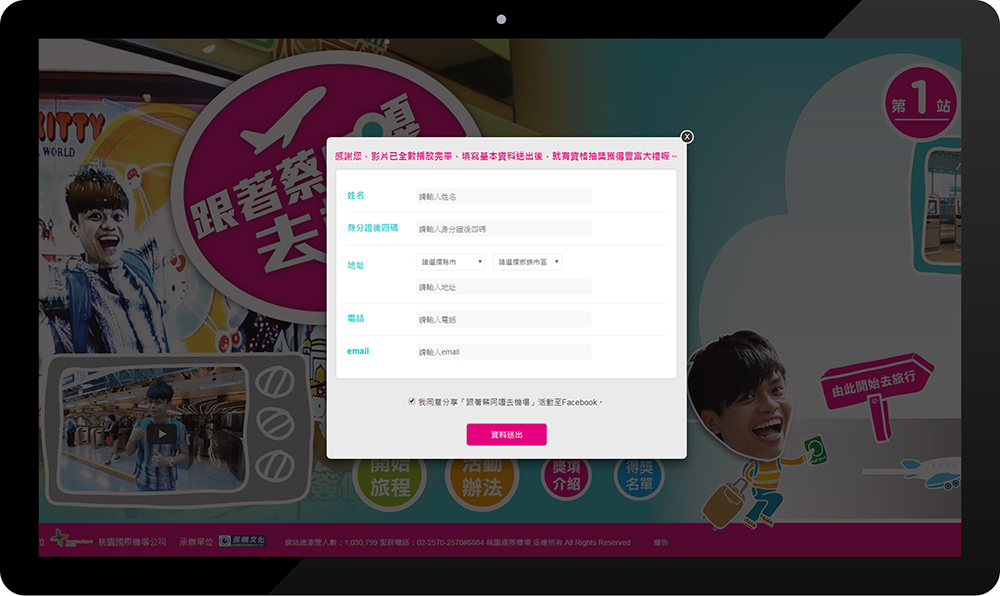 KITTY
WORLD
跟著蔡
去
第1站
X
感謝您，影片已全數播放完畢，填寫基本資料送出後，就有資格抽獎獲得豐富大禮喔~
姓名
請輸入姓名
身分證後四碼
請輸入身分證後四碼
地址
請選擇縣市
請選擇鄉鎮市區
請輸入地址
電話
請輸入電話
email
請輸入email
我同意分享「跟著蔡阿嘎去機場」活動至Facebook。
資料送出
由此開始去旅行
開始
旅程
活動
辦法
獎項
介紹
得獎
名單
位
桃園國際機場公司
承辦單位
民視文化
網站總瀏覽人數：1,030,799 服務電話：02-2570-2570#6884 桃園國際機場 版權所有 All Rights Reserved
廣告